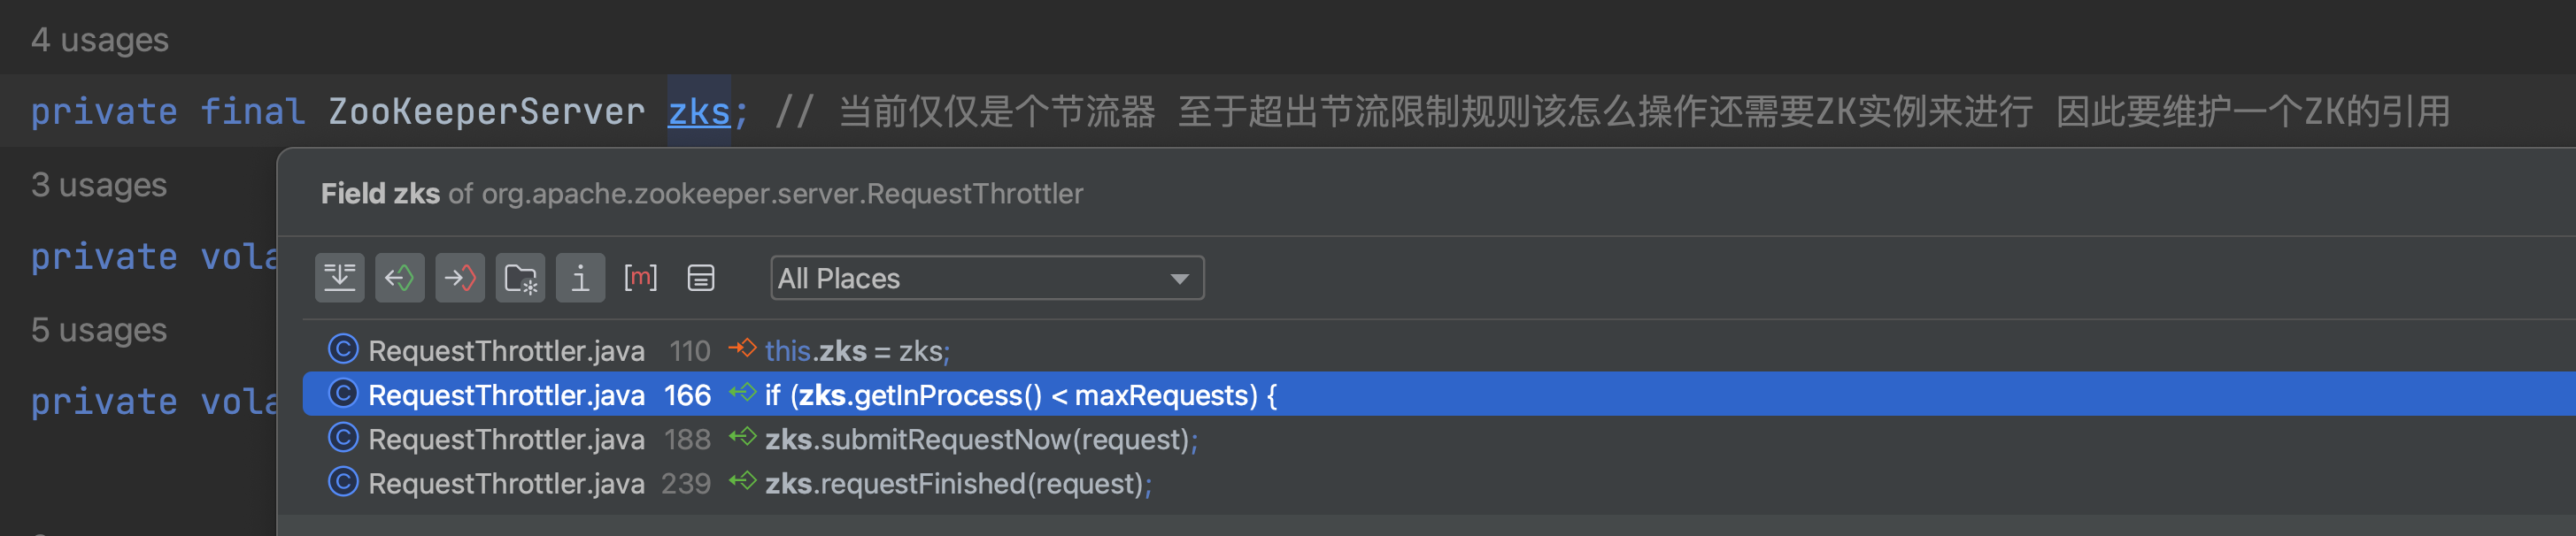 4 usages
private final ZooKeeperServer zks; // 当前仅仅是个节流器 至于超出节流限制规则该怎么操作还需要ZK实例来进行 因此要维护一个ZK的引用
3 usages
Field zks of org.apache.zookeeper.server.RequestThrottler
private vola
[m] All Places
5 usages
RequestThrottler.java 110 this.zks = zks;
private vola
RequestThrottler.java 166 if (zks.getInProcess() < maxRequests) {
RequestThrottler.java 188 zks.submitRequestNow(request);
RequestThrottler.java 239 zks.requestFinished(request);